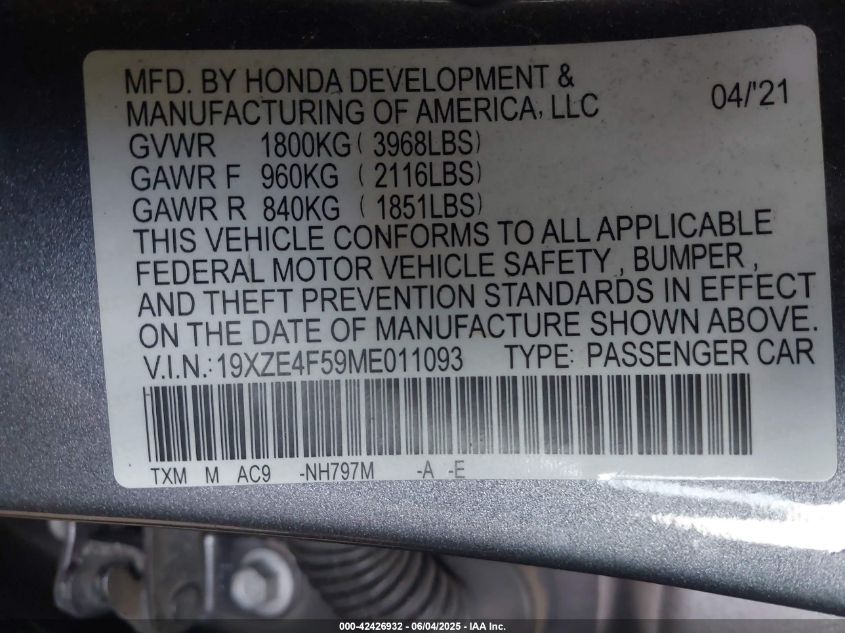 MFD. BY HONDA DEVELOPMENT &
MANUFACTURING OF AMERICA, LLC 04/'21
GVWR 1800KG ( 3968LBS)
GAWR F 960KG ( 2116LBS)
GAWR R 840KG ( 1851LBS)
THIS VEHICLE CONFORMS TO ALL APPLICABLE
FEDERAL MOTOR VEHICLE SAFETY , BUMPER ,
AND THEFT PREVENTION STANDARDS IN EFFECT
ON THE DATE OF MANUFACTURE SHOWN ABOVE.
V.I.N.: 19XZE4F59ME011093 TYPE: PASSENGER CAR
TXM M AC9 -NH797M -A -E
000-42426932 - 06/04/2025 - IAA Inc.